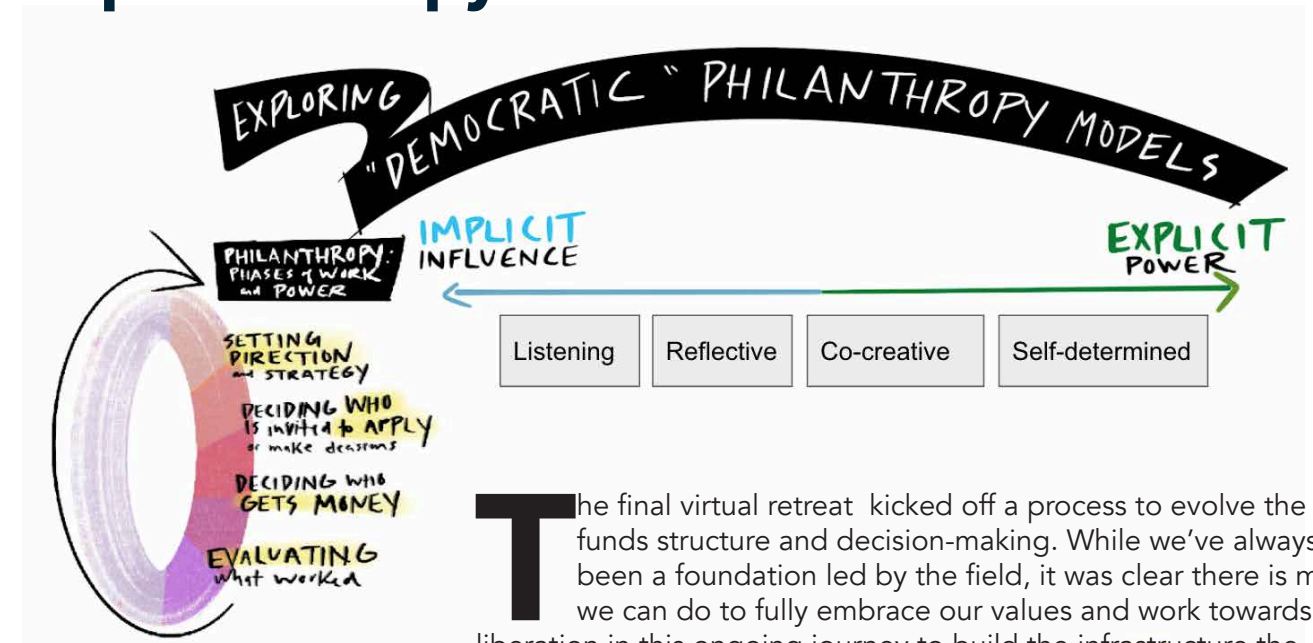 EXPLORING
"DEMOCRATIC" PHILANTHROPY MODELS
PHILANTHROPY:
PHASES of WORK
and POWER
IMPLICIT
INFLUENCE
EXPLICIT
POWER
Listening
Reflective
Co-creative
Self-determined
SETTING
DIRECTION
and STRATEGY
DECIDING WHO
is invited to APPLY
or make decisions
DECIDING who
GETS MONEY
EVALUATING
what worked
The final virtual retreat kicked off a process to evolve the
funds structure and decision-making. While we've always
been a foundation led by the field, it was clear there is
we can do to fully embrace our values and work towards